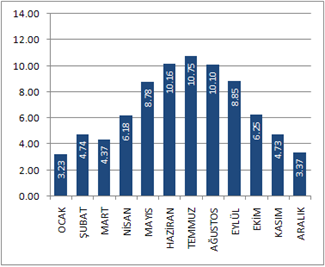 14.00
12.00
10.00
8.00
6.00
4.00
2.00
0.00
3.23
4.74
4.37
6.18
8.78
10.16
10.75
10.10
8.85
6.25
4.73
3.37
OCAK
ŞUBAT
MART
NİSAN
MAYIS
HAZİRAN
TEMMUZ
AĞUSTOS
EYLÜL
EKİM
KASIM
ARALIK